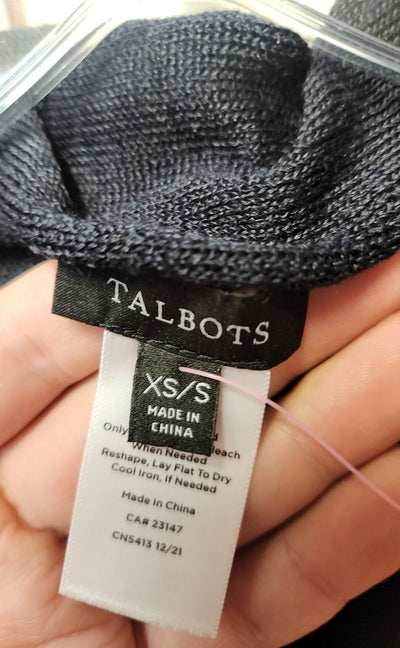 TALBOTS
XS/S
MADE IN
CHINA
Only
When Needed
Reshape, Lay Flat To Dry
Cool Iron, If Needed
Made in China
CA# 23147
CN5413 12/21